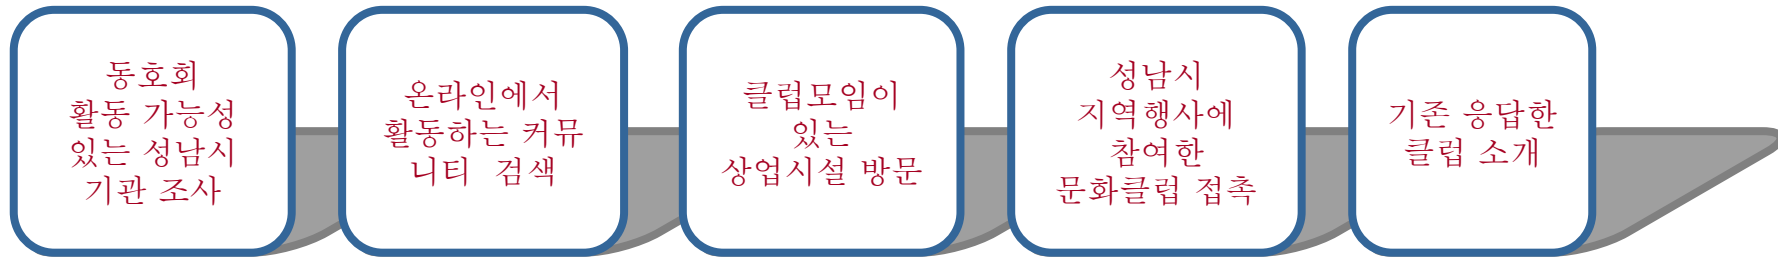 동호회
활동 가능성
있는 성남시
기관 조사
온라인에서
활동하는 커뮤
니티 검색
클럽모임이
있는
상업시설 방문
성남시
지역행사에
참여한
문화클럽 접촉
기존 응답한
클럽 소개